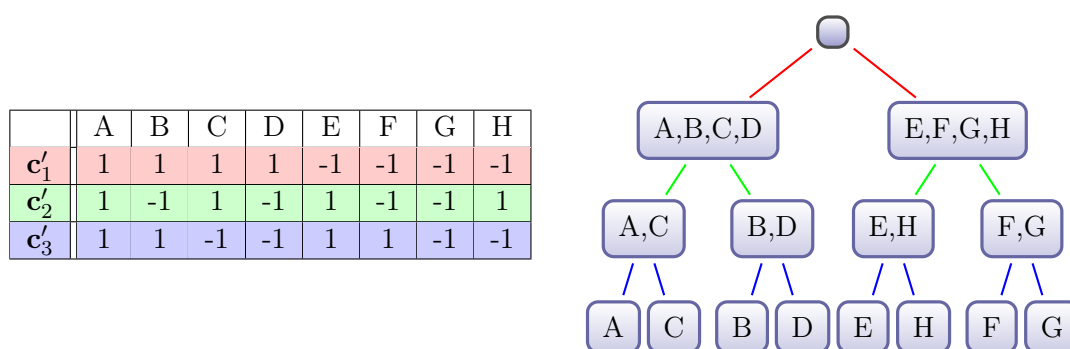 A B C D E F G H
c′₁ 1 1 1 1 -1 -1 -1 -1
c′₂ 1 -1 1 -1 1 -1 -1 1
c′₃ 1 1 -1 -1 1 1 -1 -1
A,B,C,D E,F,G,H
A,C B,D E,H F,G
A C B D E H F G